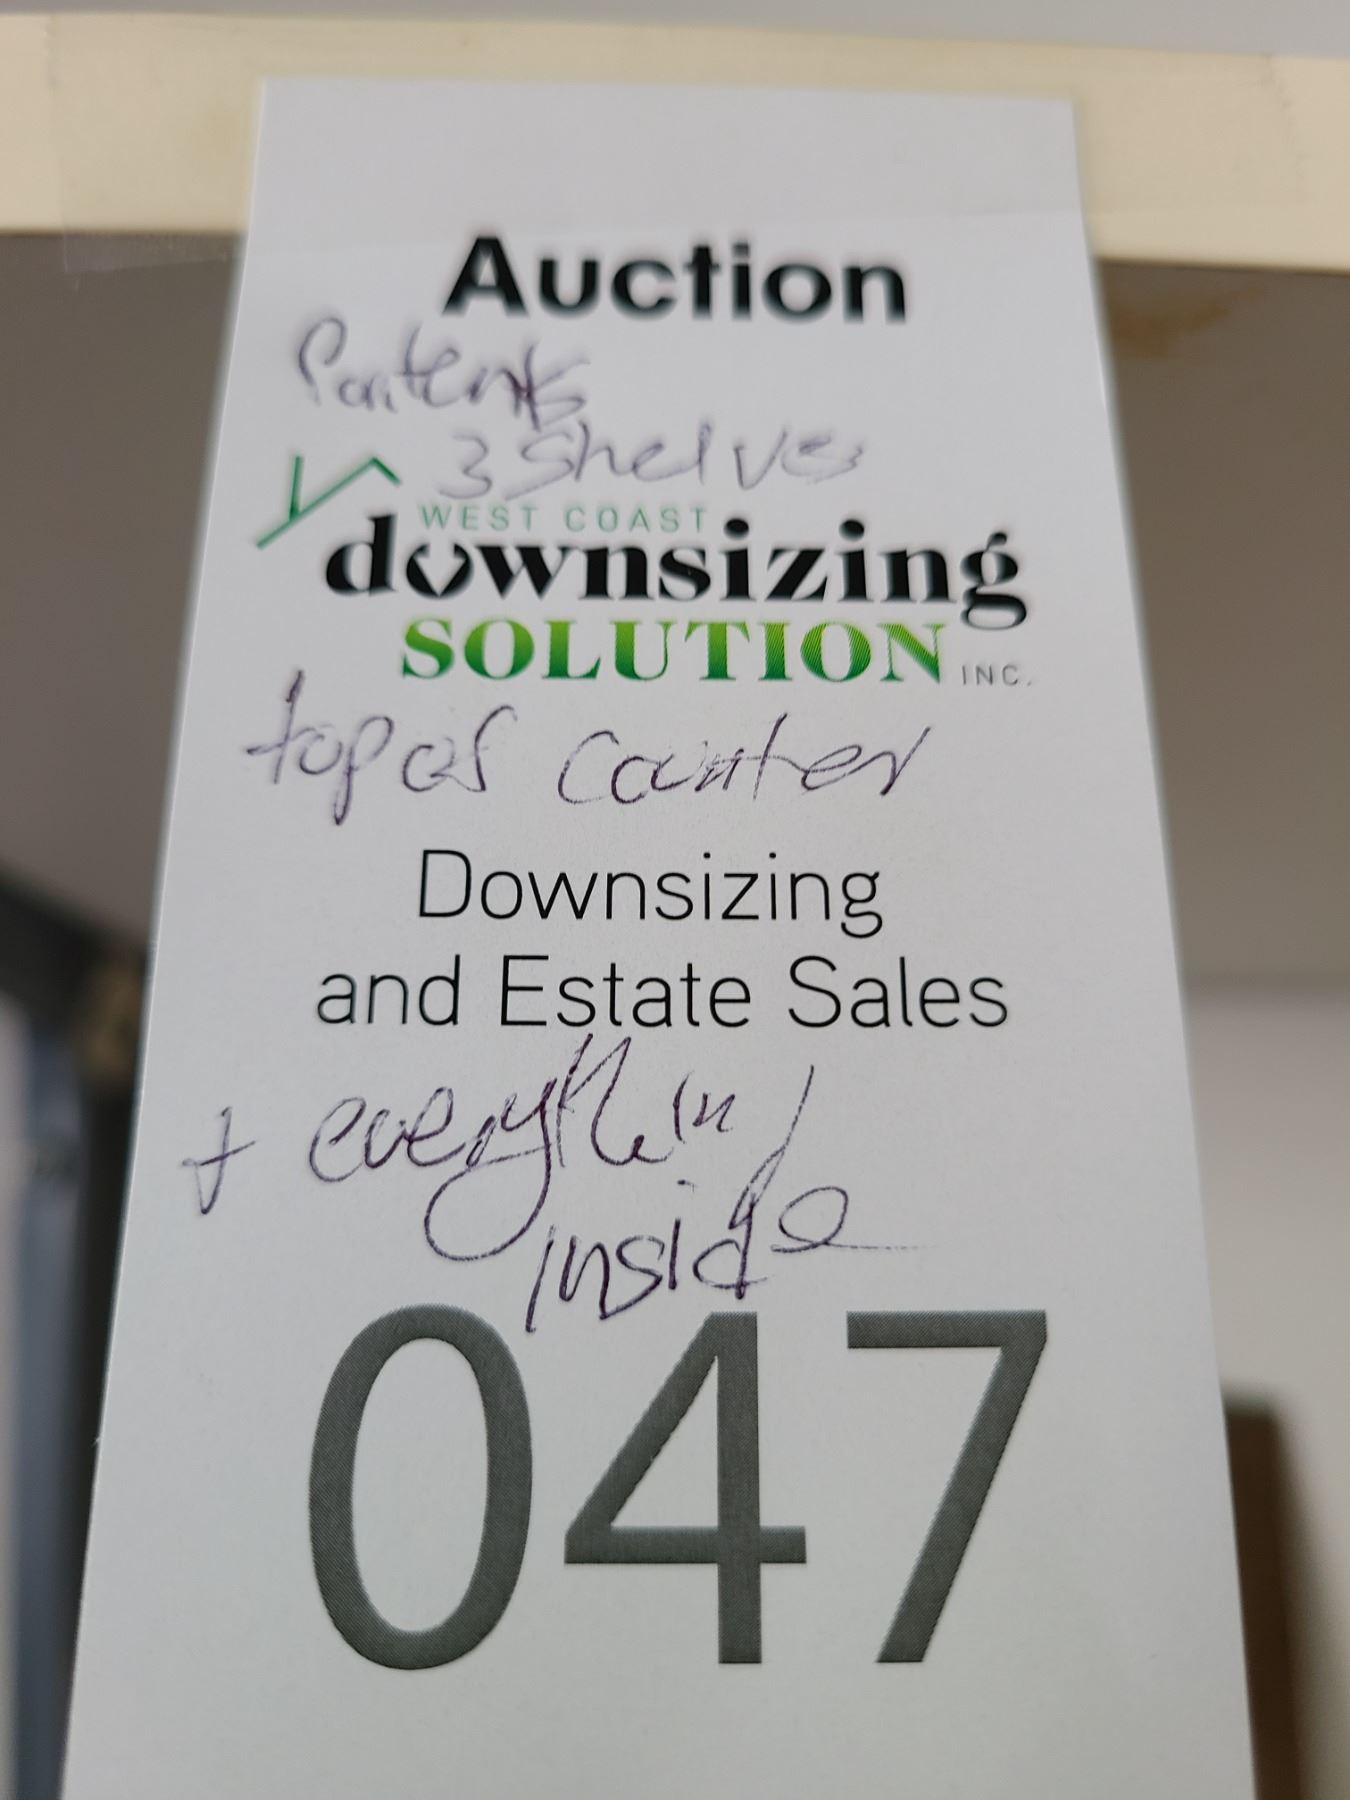 Auction
Contents
3 Shelves
WEST COAST
downsizing
SOLUTION INC.
top of counter
Downsizing
and Estate Sales
+ everything
inside
047